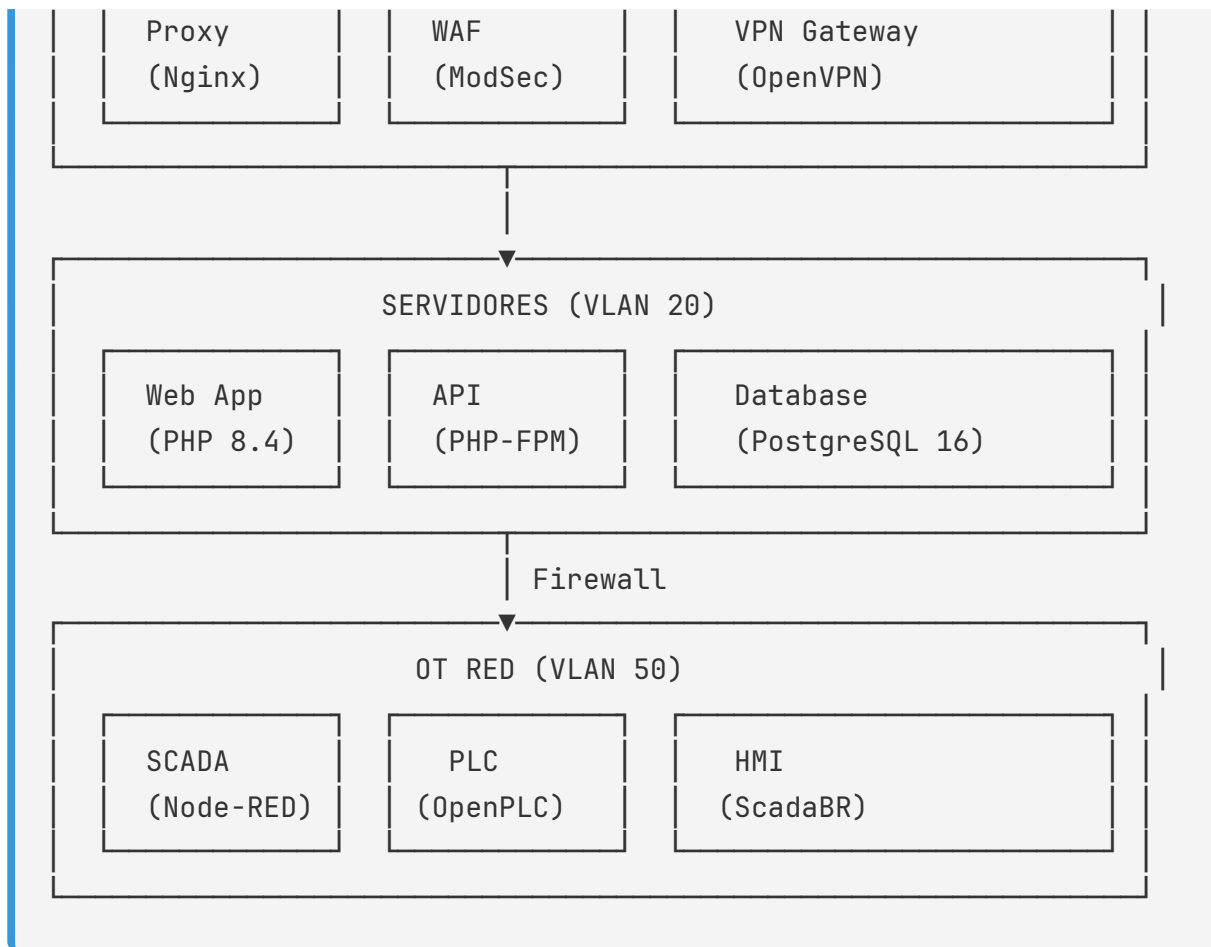 Proxy WAF VPN Gateway
(Nginx) (ModSec) (OpenVPN)
SERVIDORES (VLAN 20)
Web App API Database
(PHP 8.4) (PHP-FPM) (PostgreSQL 16)
Firewall
OT RED (VLAN 50)
SCADA PLC HMI
(Node-RED) (OpenPLC) (ScadaBR)